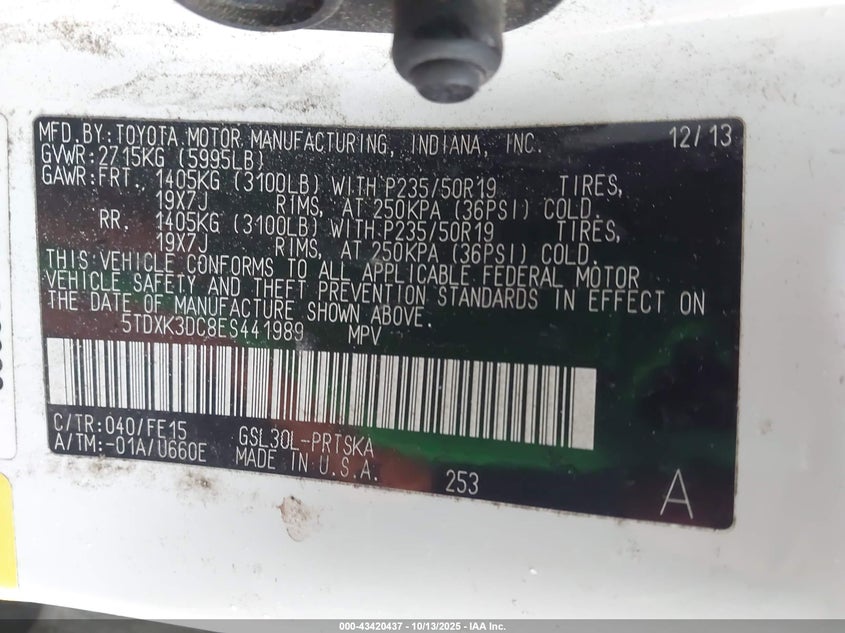 MFD.BY:TOYOTA MOTOR MANUFACTURING, INDIANA, INC. 12/13
GVWR:2715KG (5995LB)
GAWR:FRT. 1405KG (3100LB) WITH P235/50R19 TIRES,
19X7J RIMS, AT 250KPA (36PSI) COLD.
RR. 1405KG (3100LB) WITH P235/50R19 TIRES,
19X7J RIMS, AT 250KPA (36PSI) COLD.
THIS VEHICLE CONFORMS TO ALL APPLICABLE FEDERAL MOTOR
VEHICLE SAFETY AND THEFT PREVENTION STANDARDS IN EFFECT ON
THE DATE OF MANUFACTURE SHOWN ABOVE.
5TDXK3DC8ES441989 MPV
C/TR:040/FE15 GSL30L-PRTSKA
A/TM:-01A/U660E MADE IN U.S.A.
253 A
000-43420437 - 10/13/2025 - IAA Inc.